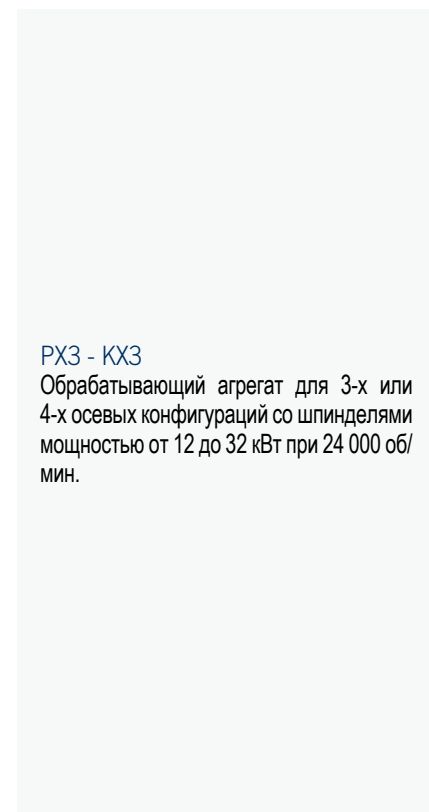 PX3 - KX3
Обрабатывающий агрегат для 3-х или
4-х осевых конфигураций со шпинделями
мощностью от 12 до 32 кВт при 24 000 об/
мин.